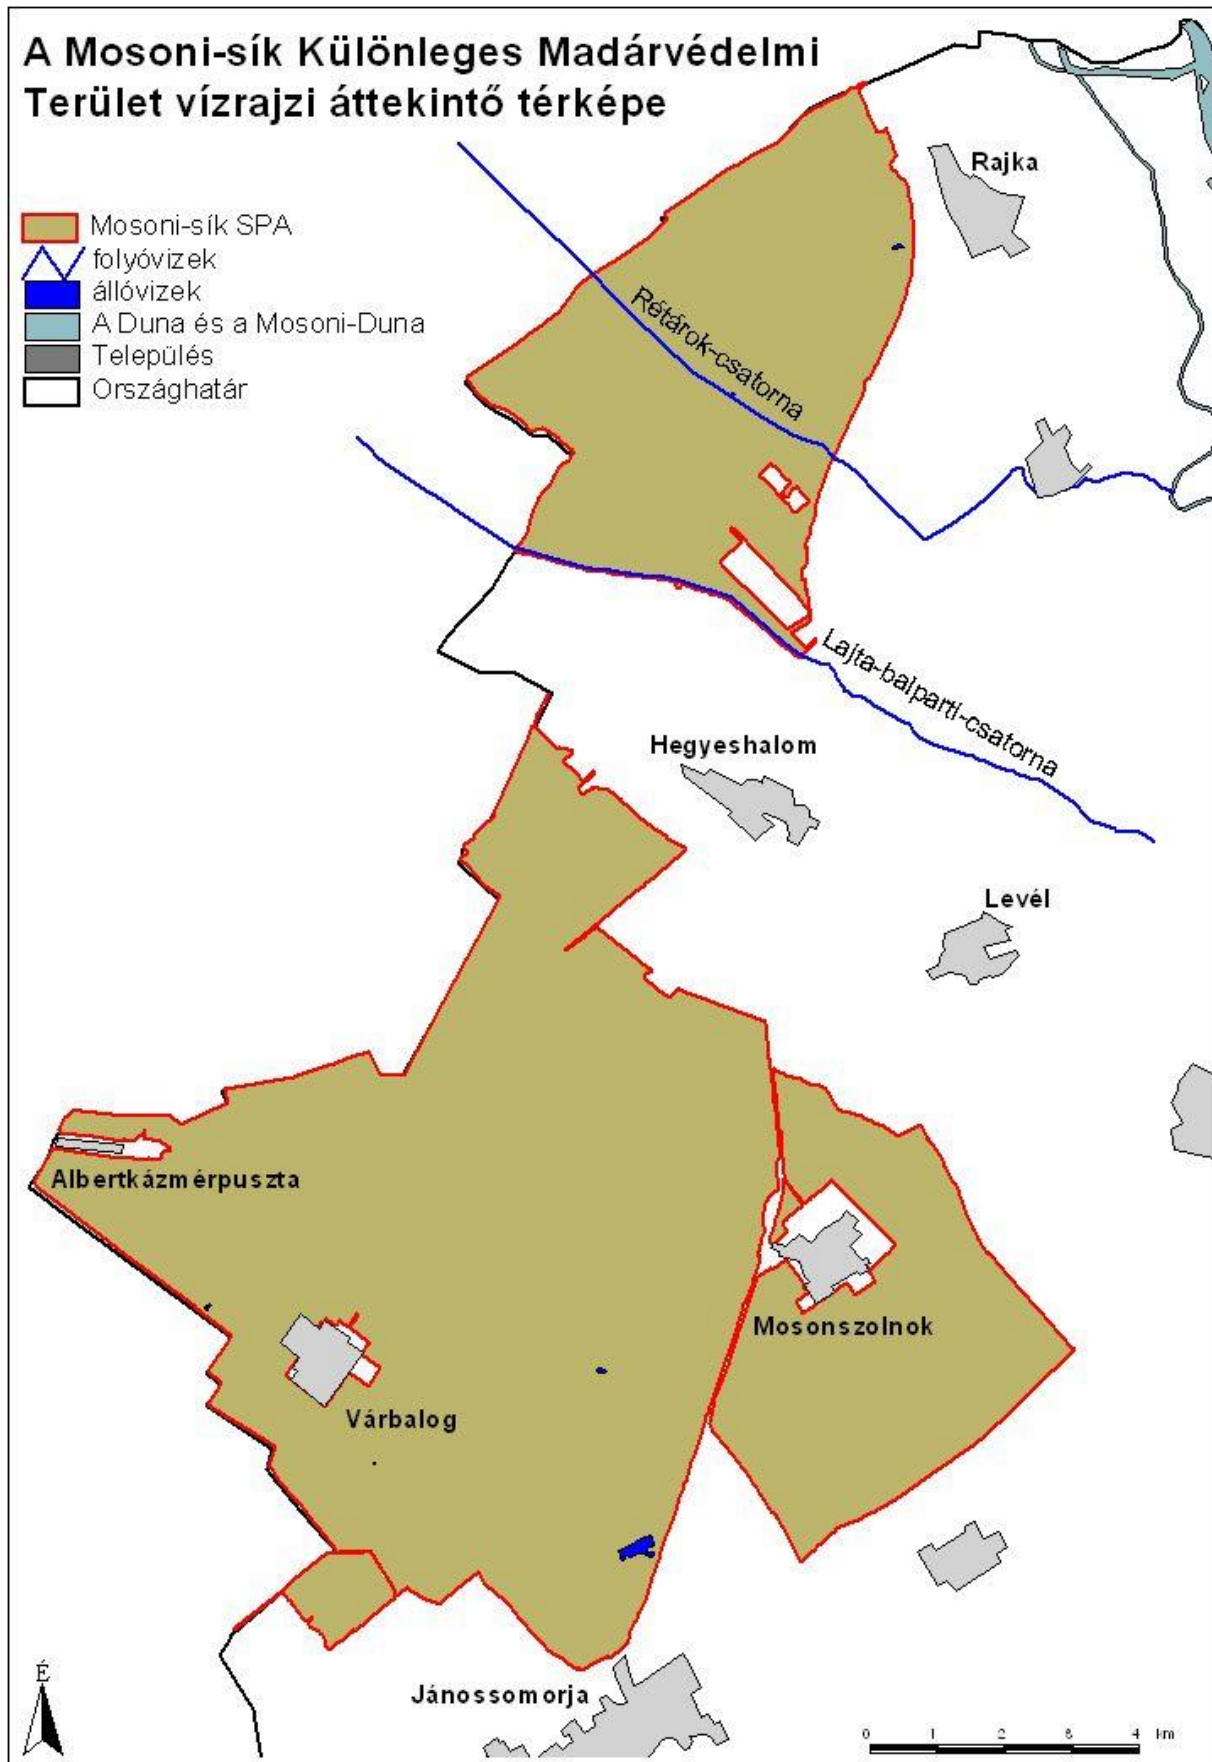 A Mosoni-sík Különleges Madárvédelmi
Terület vízrajzi áttekintő térképe
Mosoni-sík SPA
folyóvizek
állóvizek
A Duna és a Mosoni-Duna
Település
Országhatár
Rajka
Rétárok-csatorna
Lajta-balparti-csatorna
Hegyeshalom
Levél
Albertkázmérpuszta
Mosonszolnok
Várbalog
Jánossomorja
É
0 1 2 4 km